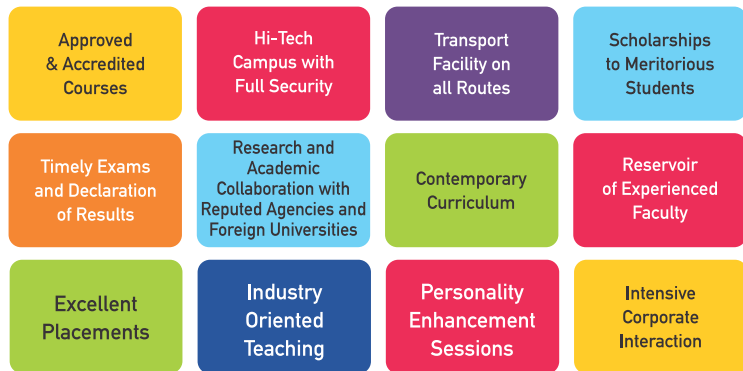 Approved
& Accredited
Courses
Hi-Tech
Campus with
Full Security
Transport
Facility on
all Routes
Scholarships
to Meritorious
Students
Timely Exams
and Declaration
of Results
Research and
Academic
Collaboration with
Reputed Agencies and
Foreign Universities
Contemporary
Curriculum
Reservoir
of Experienced
Faculty
Excellent
Placements
Industry
Oriented
Teaching
Personality
Enhancement
Sessions
Intensive
Corporate
Interaction